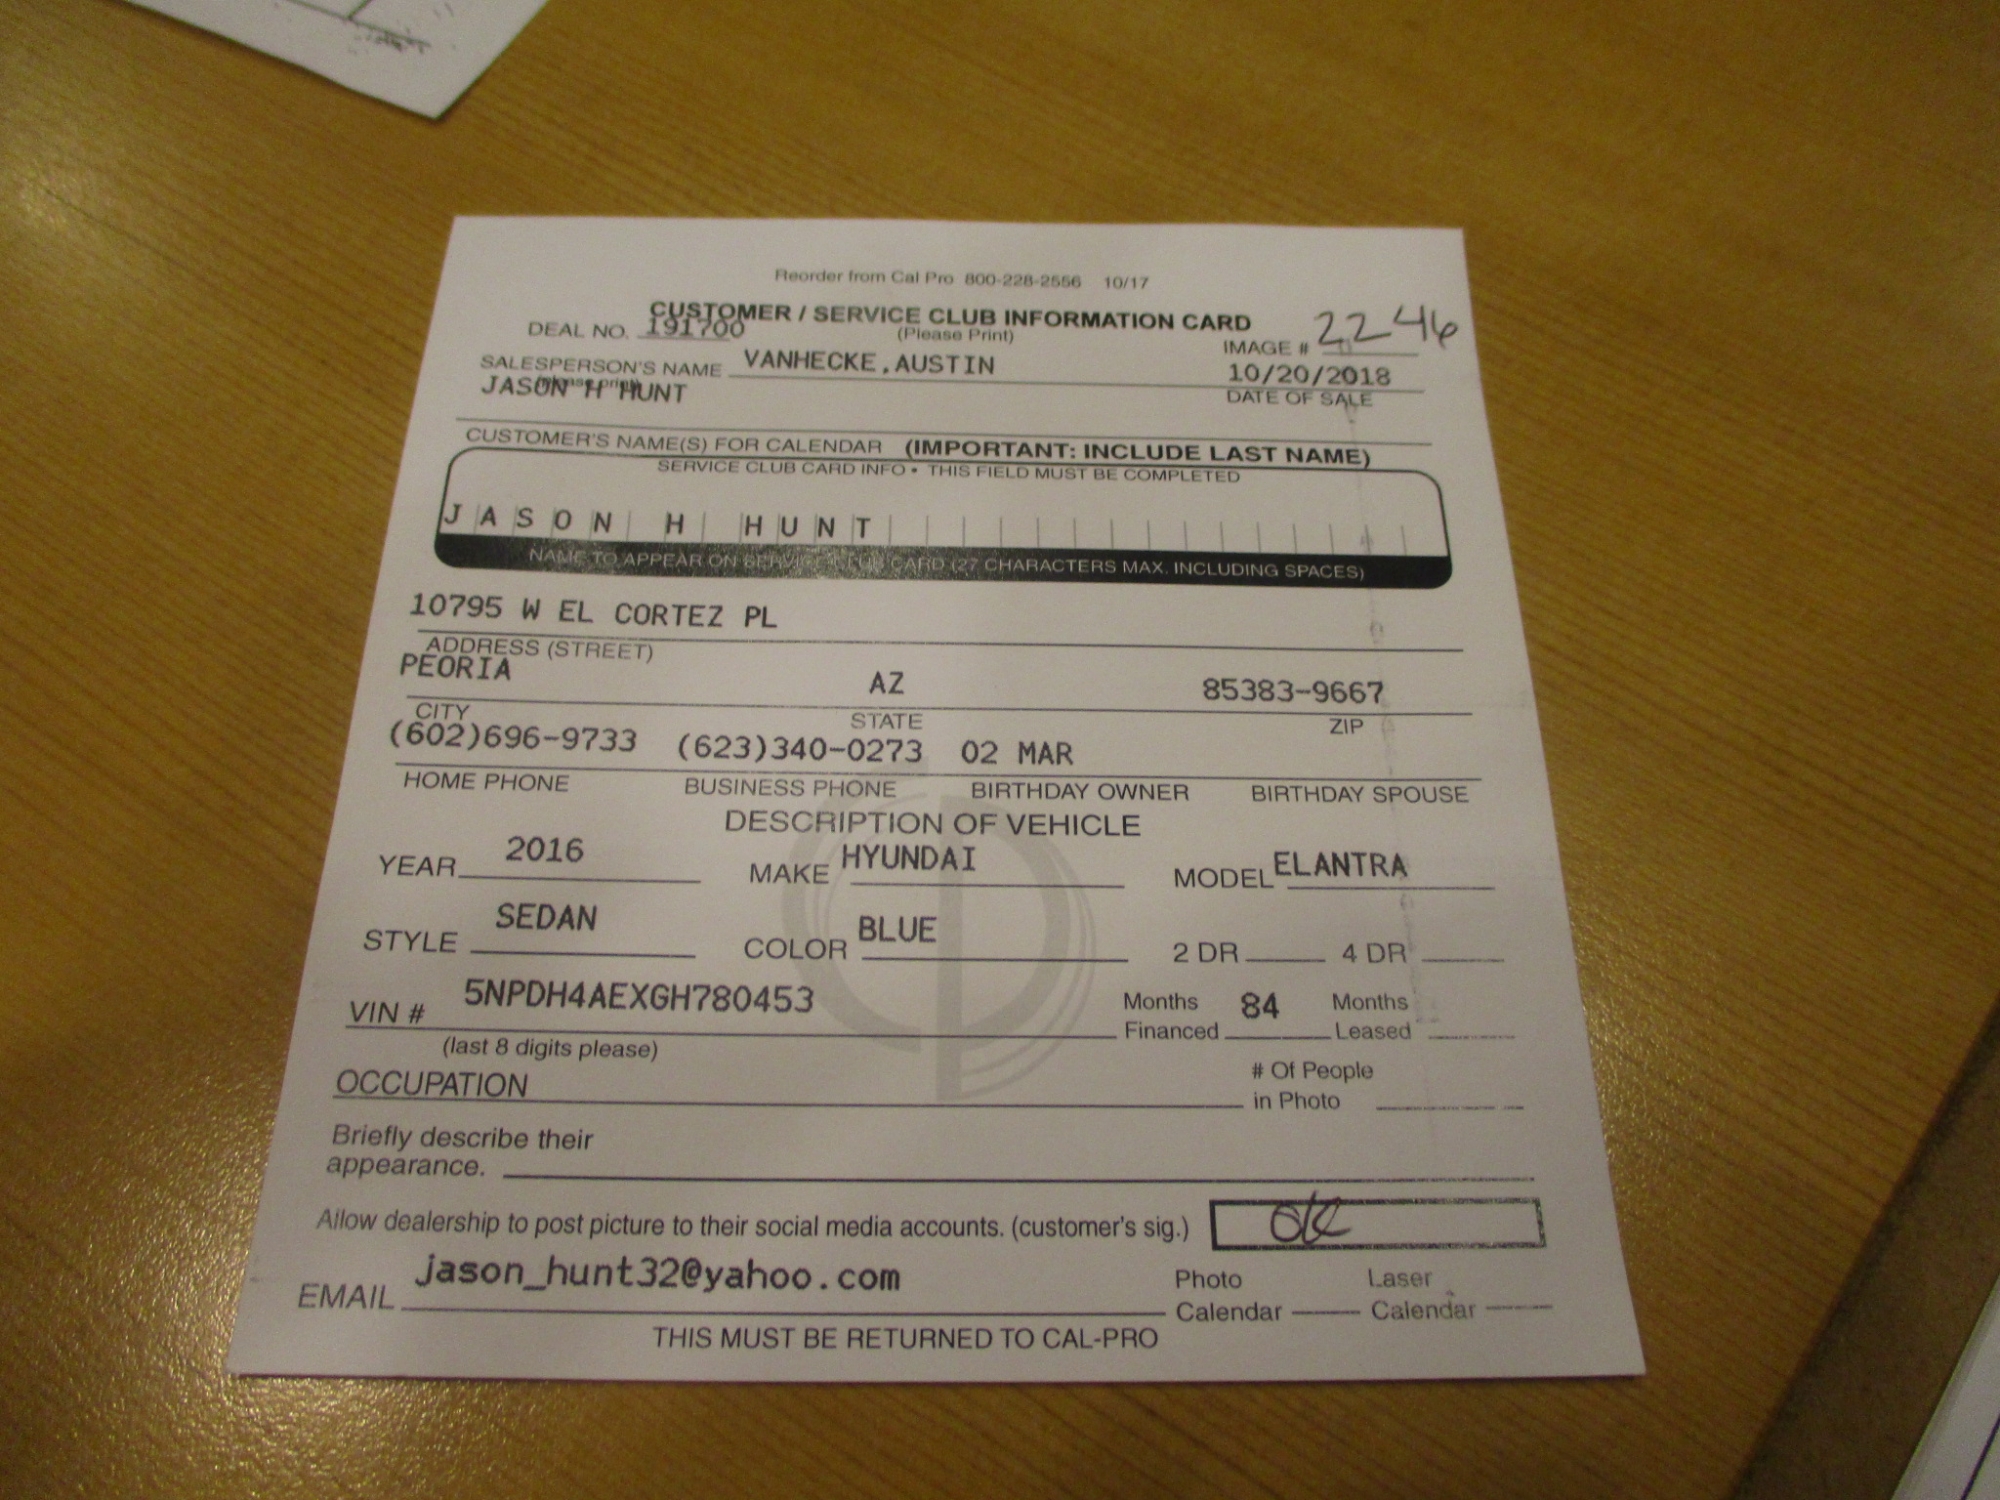 Reorder from Cal Pro 800-228-2556 10/17
CUSTOMER / SERVICE CLUB INFORMATION CARD
DEAL NO. 191700 (Please Print) IMAGE # 2246
SALESPERSON'S NAME VANHECKE,AUSTIN 10/20/2018
(please print) DATE OF SALE
JASON H HUNT
CUSTOMER'S NAME(S) FOR CALENDAR (IMPORTANT: INCLUDE LAST NAME)
SERVICE CLUB CARD INFO • THIS FIELD MUST BE COMPLETED
JASON H HUNT
NAME TO APPEAR ON SERVICE CLUB CARD (27 CHARACTERS MAX. INCLUDING SPACES)
10795 W EL CORTEZ PL
ADDRESS (STREET)
PEORIA AZ 85383-9667
CITY STATE ZIP
(602)696-9733 (623)340-0273 02 MAR
HOME PHONE BUSINESS PHONE BIRTHDAY OWNER BIRTHDAY SPOUSE
DESCRIPTION OF VEHICLE
YEAR 2016 MAKE HYUNDAI MODEL ELANTRA
STYLE SEDAN COLOR BLUE 2 DR 4 DR
VIN # 5NPDH4AEXGH780453 Months Financed 84 Months Leased
(last 8 digits please)
OCCUPATION # Of People in Photo
Briefly describe their
appearance.
Allow dealership to post picture to their social media accounts. (customer's sig.) ok
EMAIL jason_hunt32@yahoo.com Photo Calendar Laser Calendar
THIS MUST BE RETURNED TO CAL-PRO